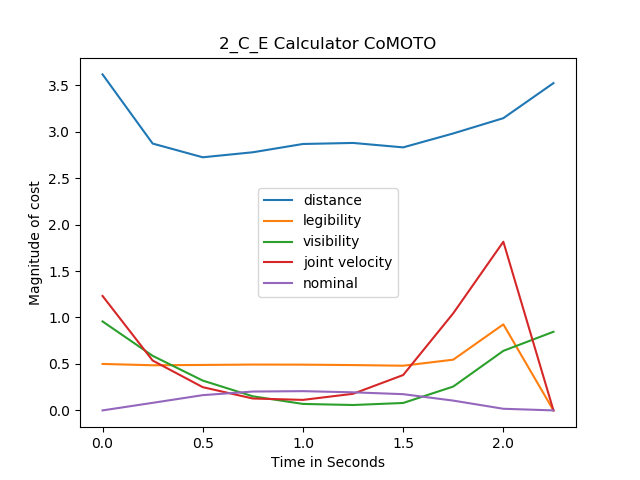 2_C_E Calculator CoMOTO
Magnitude of cost
3.5
3.0
2.5
2.0
1.5
1.0
0.5
0.0
distance
legibility
visibility
joint velocity
nominal
0.0 0.5 1.0 1.5 2.0
Time in Seconds